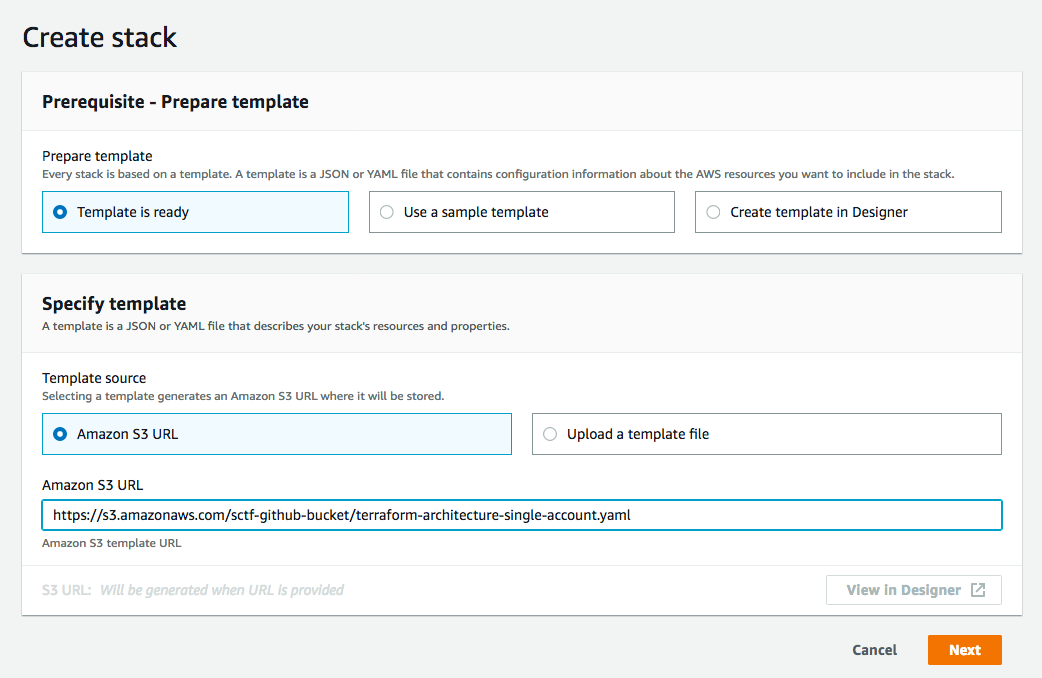 Create stack
Prerequisite - Prepare template
Prepare template
Every stack is based on a template. A template is a JSON or YAML file that contains configuration information about the AWS resources you want to include in the stack.
Template is ready
Use a sample template
Create template in Designer
Specify template
A template is a JSON or YAML file that describes your stack's resources and properties.
Template source
Selecting a template generates an Amazon S3 URL where it will be stored.
Amazon S3 URL
Upload a template file
Amazon S3 URL
https://s3.amazonaws.com/sctf-github-bucket/terraform-architecture-single-account.yaml
Amazon S3 template URL
S3 URL: Will be generated when URL is provided
View in Designer
Cancel
Next